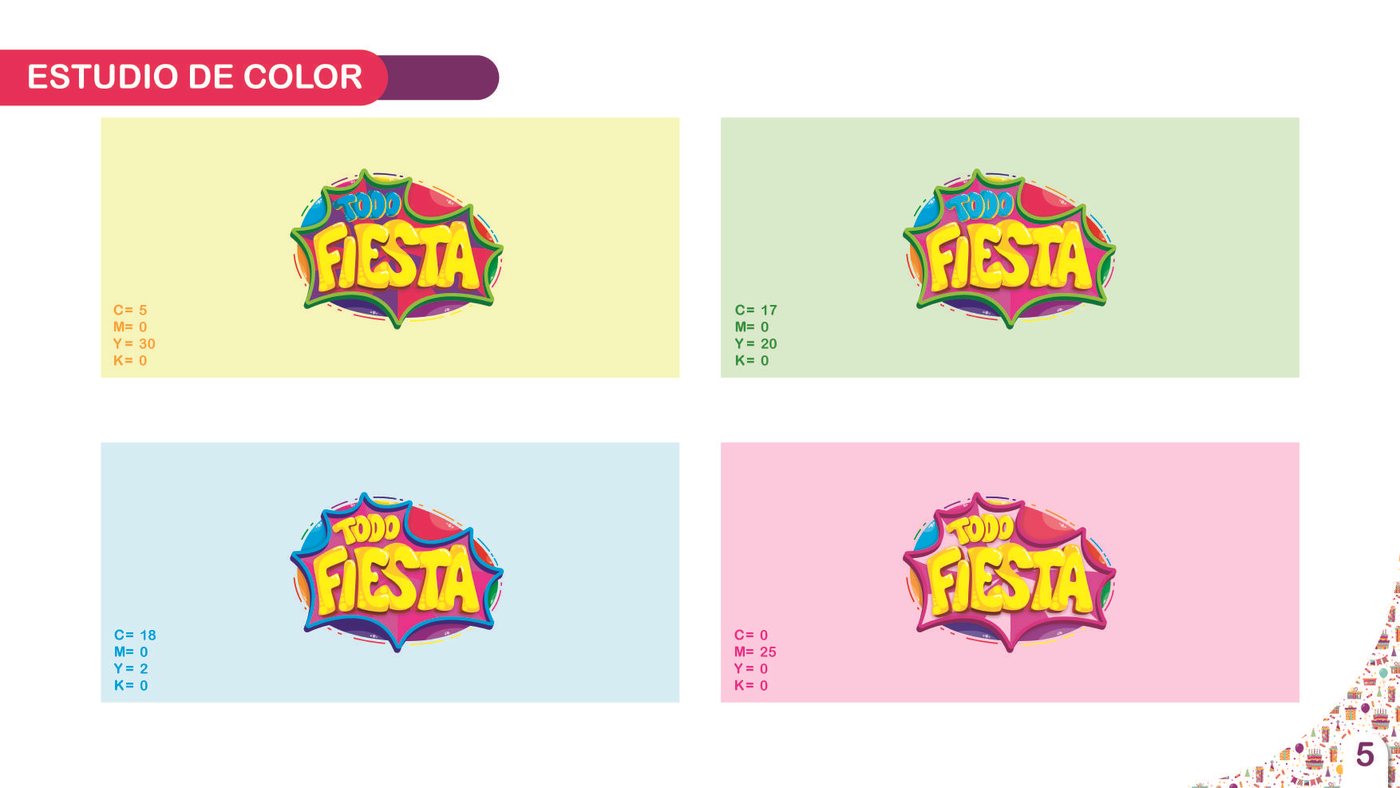 ESTUDIO DE COLOR
TODO
FIESTA
C= 5
M= 0
Y= 30
K= 0
TODO
FIESTA
C= 17
M= 0
Y= 20
K= 0
TODO
FIESTA
C= 18
M= 0
Y= 2
K= 0
TODO
FIESTA
C= 0
M= 25
Y= 0
K= 0
5